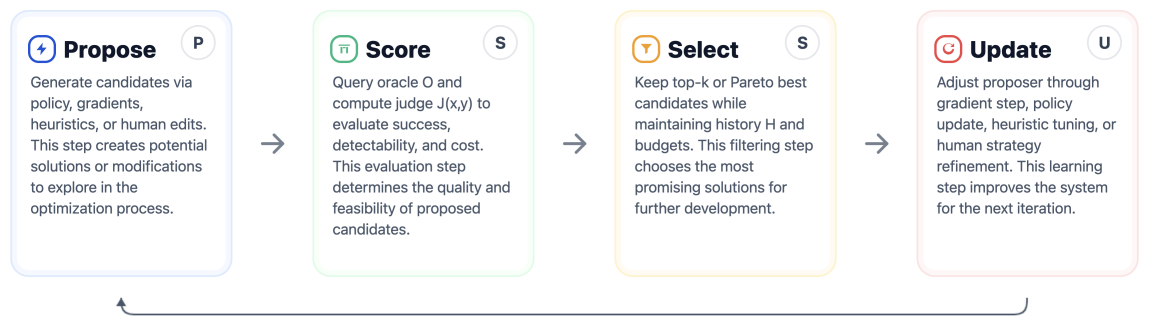 Propose
P
Generate candidates via
policy, gradients,
heuristics, or human edits.
This step creates potential
solutions or modifications
to explore in the
optimization process.
Score
S
Query oracle O and
compute judge J(x,y) to
evaluate success,
detectability, and cost.
This evaluation step
determines the quality and
feasibility of proposed
candidates.
Select
S
Keep top-k or Pareto best
candidates while
maintaining history H and
budgets. This filtering step
chooses the most
promising solutions for
further development.
Update
U
Adjust proposer through
gradient step, policy
update, heuristic tuning, or
human strategy
refinement. This learning
step improves the system
for the next iteration.